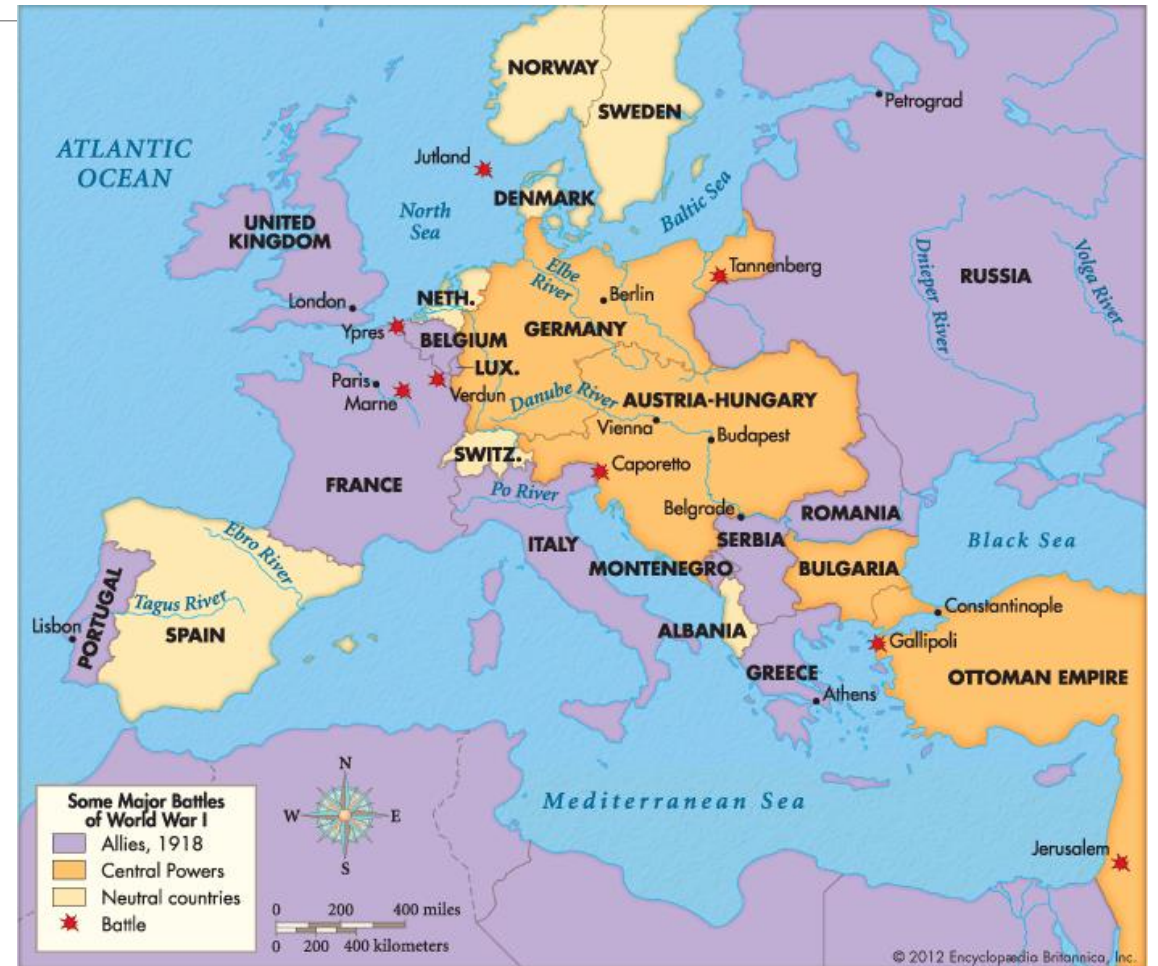 NORWAY
SWEDEN
Petrograd
ATLANTIC
OCEAN
Jutland
DENMARK
North
Sea
Baltic Sea
UNITED
KINGDOM
Dnieper River
Volga River
RUSSIA
Tannenberg
Elbe
River
Berlin
NETH.
London
Ypres
BELGIUM
GERMANY
LUX.
Paris
Marne
Verdun
Danube River
AUSTRIA-HUNGARY
Vienna
Budapest
SWITZ.
Caporetto
FRANCE
Po River
Belgrade
ROMANIA
SERBIA
Black Sea
ITALY
MONTENEGRO
BULGARIA
Ebro River
Constantinople
PORTUGAL
Tagus River
Lisbon
SPAIN
ALBANIA
Gallipoli
GREECE
OTTOMAN EMPIRE
Athens
Mediterranean Sea
Jerusalem
Some Major Battles
of World War I
Allies, 1918
Central Powers
Neutral countries
Battle
N
W
E
S
0 200 400 miles
0 200 400 kilometers
© 2012 Encyclopædia Britannica, Inc.